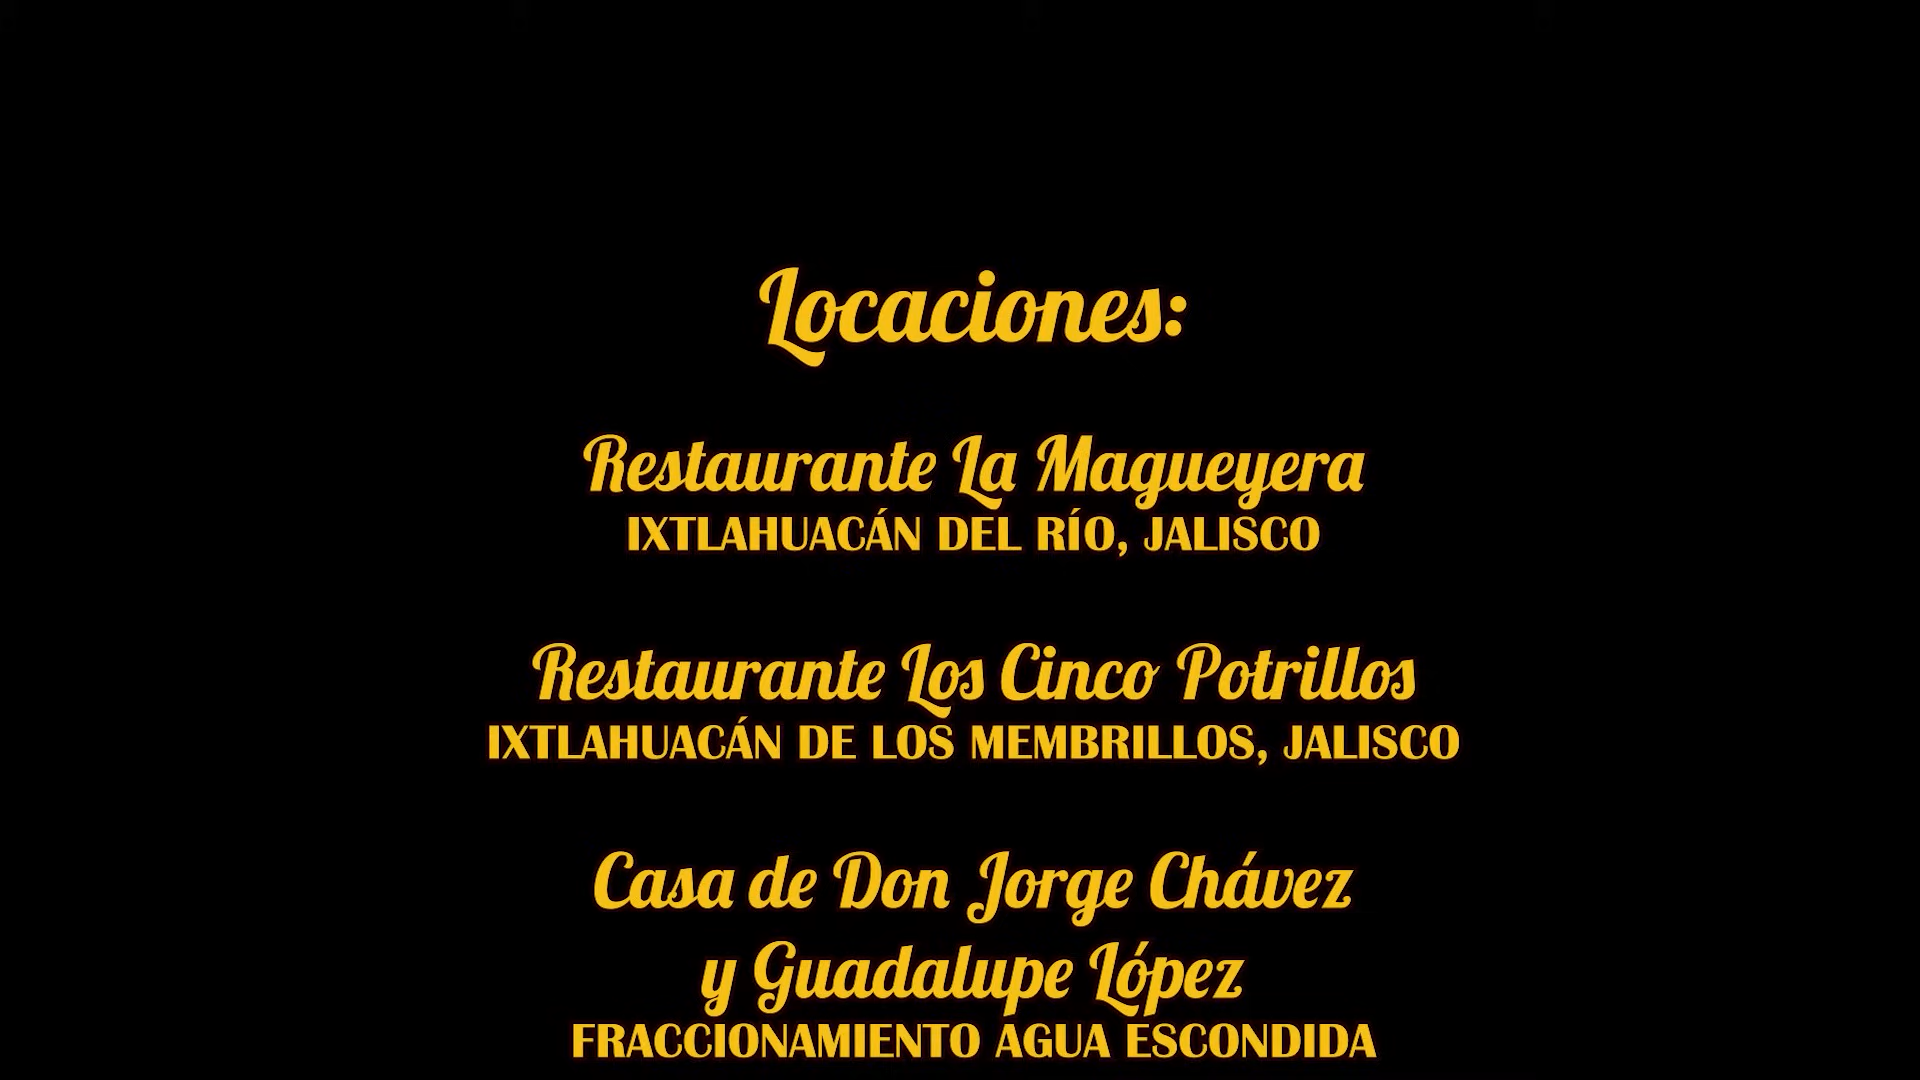 Locaciones:
Restaurante La Magueyera
IXTLAHUACÁN DEL RÍO, JALISCO
Restaurante Los Cinco Potrillos
IXTLAHUACÁN DE LOS MEMBRILLOS, JALISCO
Casa de Don Jorge Chávez
y Guadalupe López
FRACCIONAMIENTO AGUA ESCONDIDA